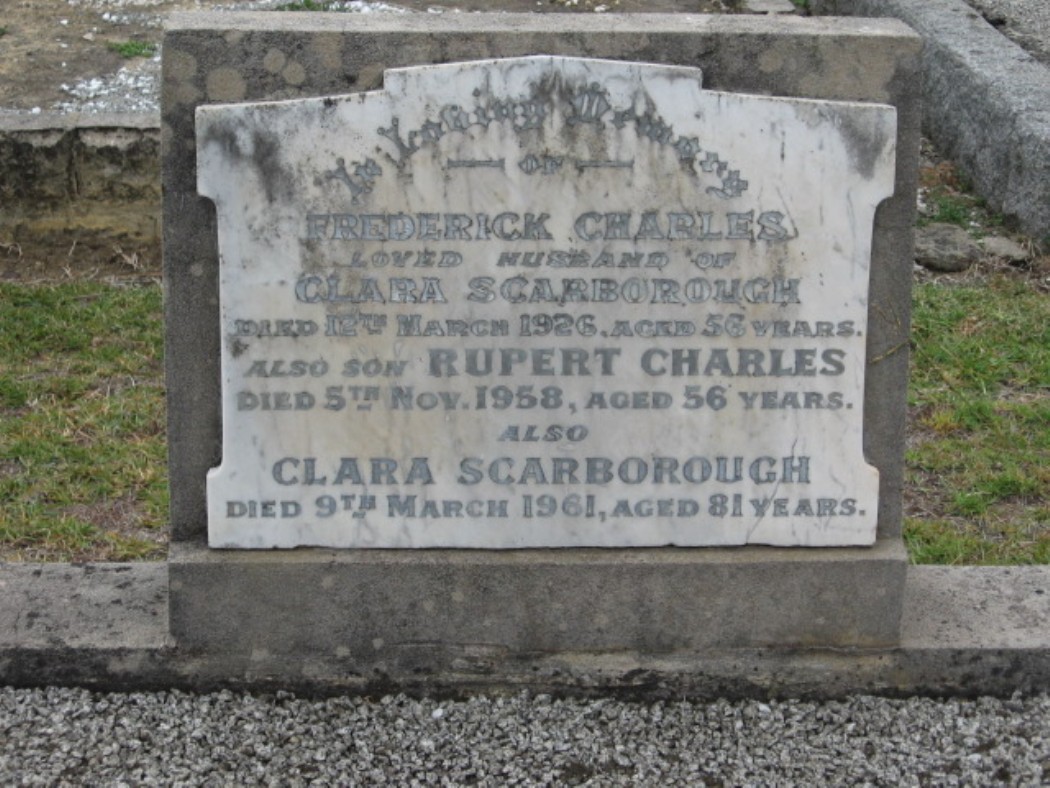 In Loving Memory
OF
FREDERICK CHARLES
LOVED HUSBAND OF
CLARA SCARBOROUGH
DIED 12TH MARCH 1926, AGED 56 YEARS.
ALSO SON RUPERT CHARLES
DIED 5TH NOV. 1958, AGED 56 YEARS.
ALSO
CLARA SCARBOROUGH
DIED 9TH MARCH 1961, AGED 81 YEARS.